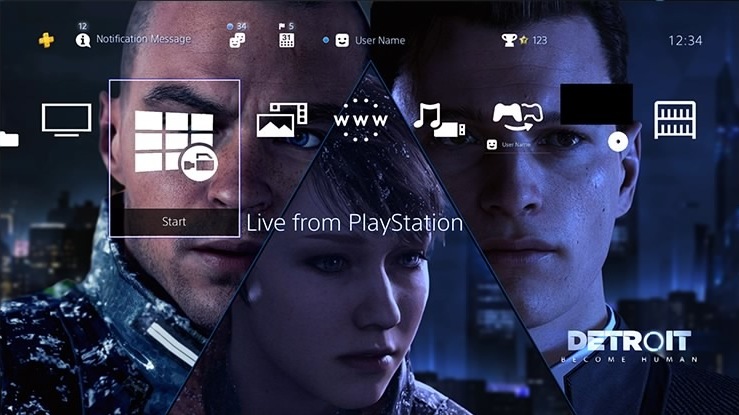 12
Notification Message
34
5
31
User Name
123
12:34
www
User Name
Start
Live from PlayStation
DETROIT
BECOME HUMAN